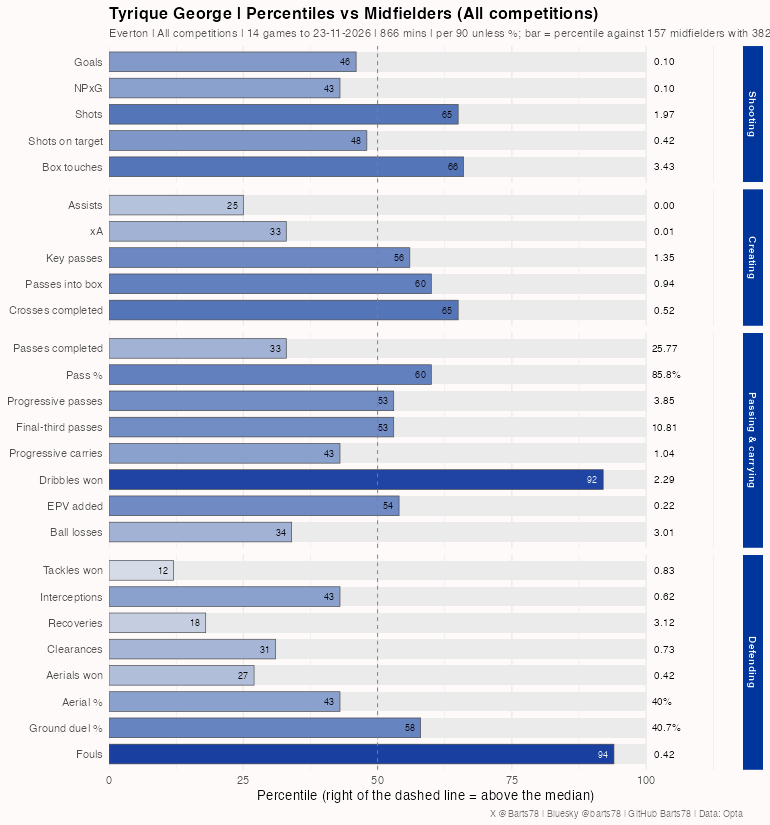 Tyrique George | Percentiles vs Midfielders (All competitions)
Everton | All competitions | 14 games to 23-11-2026 | 866 mins | per 90 unless %; bar = percentile against 157 midfielders with 382
Goals 46 0.10
NPxG 43 0.10
Shots 65 1.97
Shots on target 48 0.42
Box touches 66 3.43
Shooting
Assists 25 0.00
xA 33 0.01
Key passes 56 1.35
Passes into box 60 0.94
Crosses completed 65 0.52
Creating
Passes completed 33 25.77
Pass % 60 85.8%
Progressive passes 53 3.85
Final-third passes 53 10.81
Progressive carries 43 1.04
Dribbles won 92 2.29
EPV added 54 0.22
Ball losses 34 3.01
Passing & carrying
Tackles won 12 0.83
Interceptions 43 0.62
Recoveries 18 3.12
Clearances 31 0.73
Aerials won 27 0.42
Aerial % 43 40%
Ground duel % 58 40.7%
Fouls 94 0.42
Defending
0 25 50 75 100
Percentile (right of the dashed line = above the median)
X @Barts78 | Bluesky @barts78 | GitHub Barts78 | Data: Opta